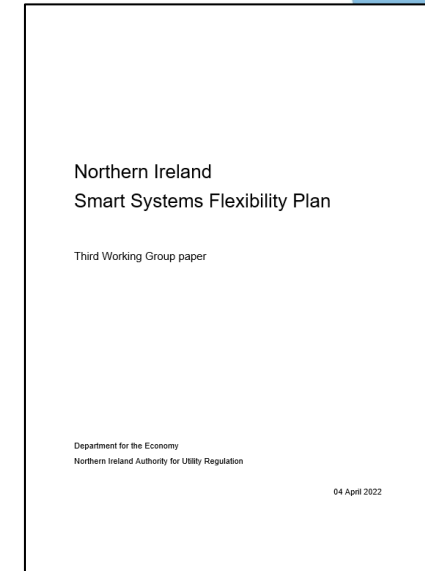 Northern Ireland
Smart Systems Flexibility Plan
Third Working Group paper
Department for the Economy
Northern Ireland Authority for Utility Regulation
04 April 2022